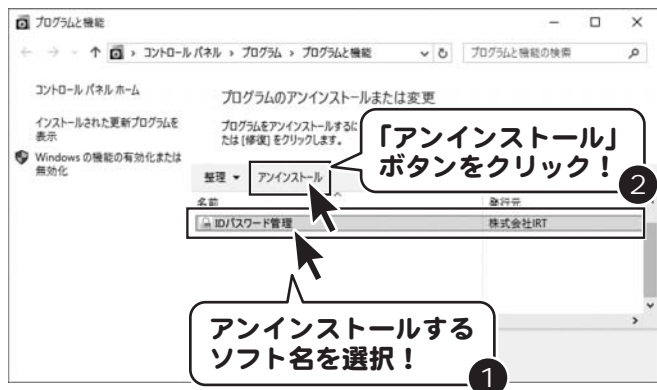 プログラムと機能
コントロール パネル › プログラム › プログラムと機能
プログラムと機能の検索
コントロール パネル ホーム
インストールされた更新プログラムを
表示
Windows の機能の有効化または
無効化
プログラムのアンインストールまたは変更
プログラムをアンインストールするに
たは [修復] をクリックします。
「アンインストール」
ボタンをクリック！
2
整理 ▼ アンインストール
名前 発行元
IDパスワード管理 株式会社IRT
アンインストールする
ソフト名を選択！
1